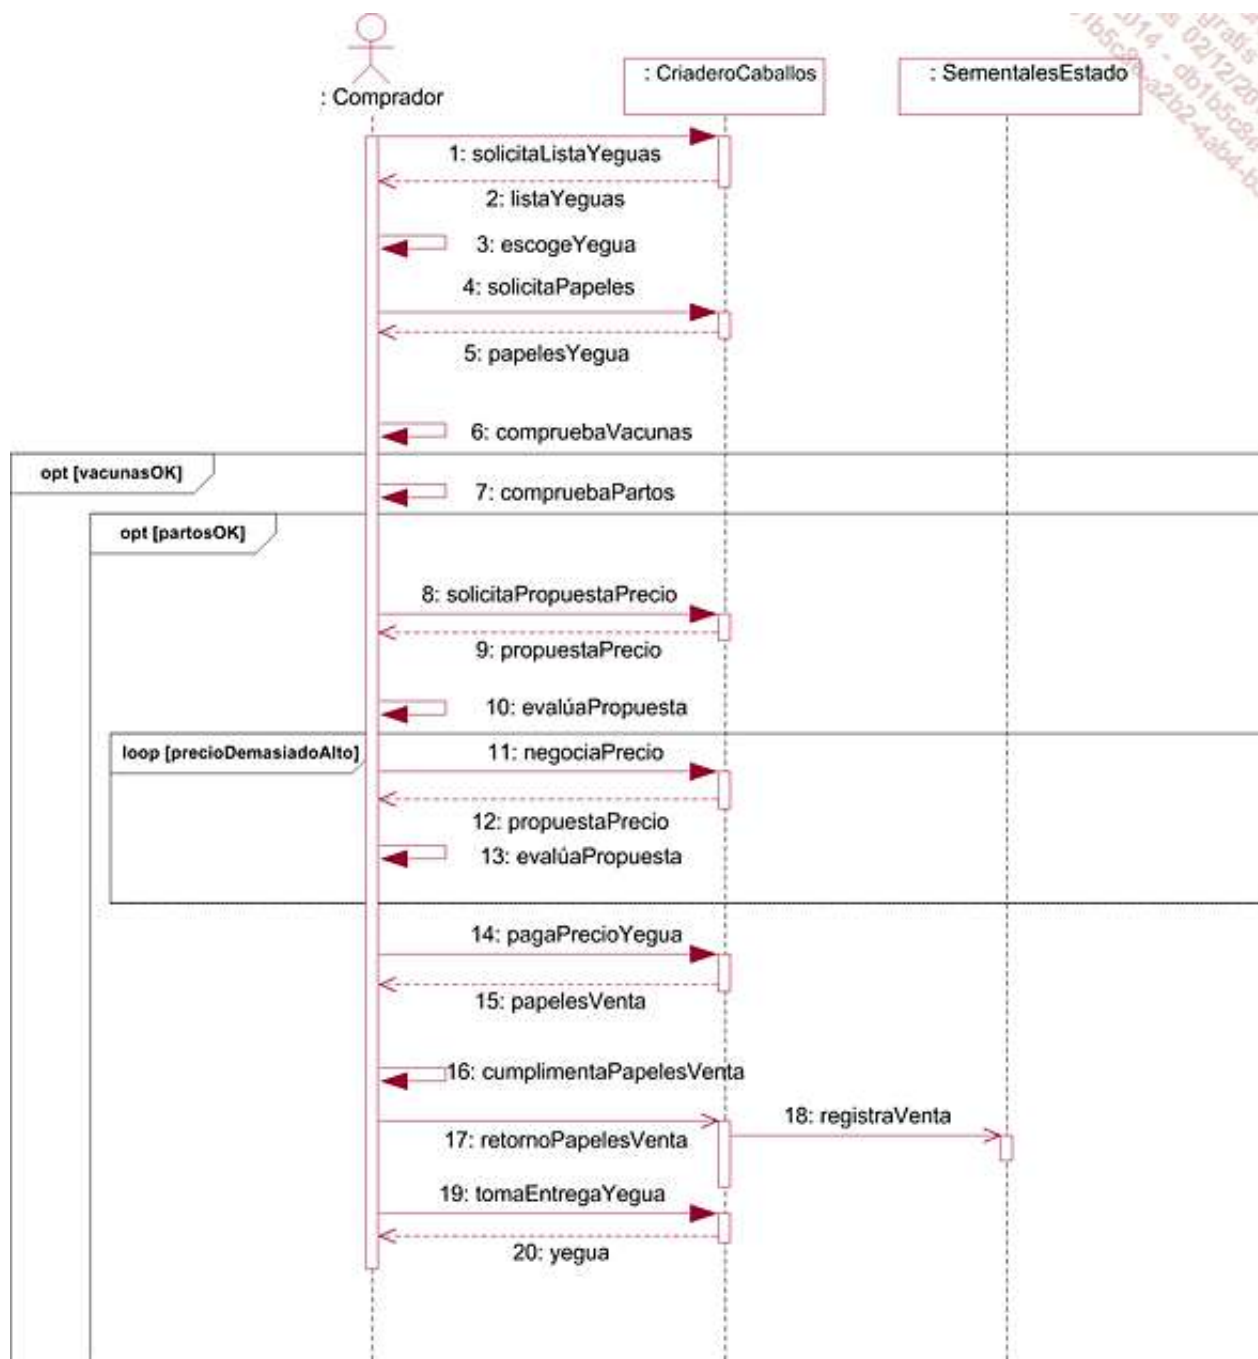 : Comprador
: CriaderoCaballos
: SementalesEstado
1: solicitaListaYeguas
2: listaYeguas
3: escogeYegua
4: solicitaPapeles
5: papelesYegua
6: compruebaVacunas
opt [vacunasOK]
7: compruebaPartos
opt [partosOK]
8: solicitaPropuestaPrecio
9: propuestaPrecio
10: evalúaPropuesta
loop [precioDemasiadoAlto]
11: negociaPrecio
12: propuestaPrecio
13: evalúaPropuesta
14: pagaPrecioYegua
15: papelesVenta
16: cumplimentaPapelesVenta
17: retornoPapelesVenta
18: registraVenta
19: tomaEntregaYegua
20: yegua